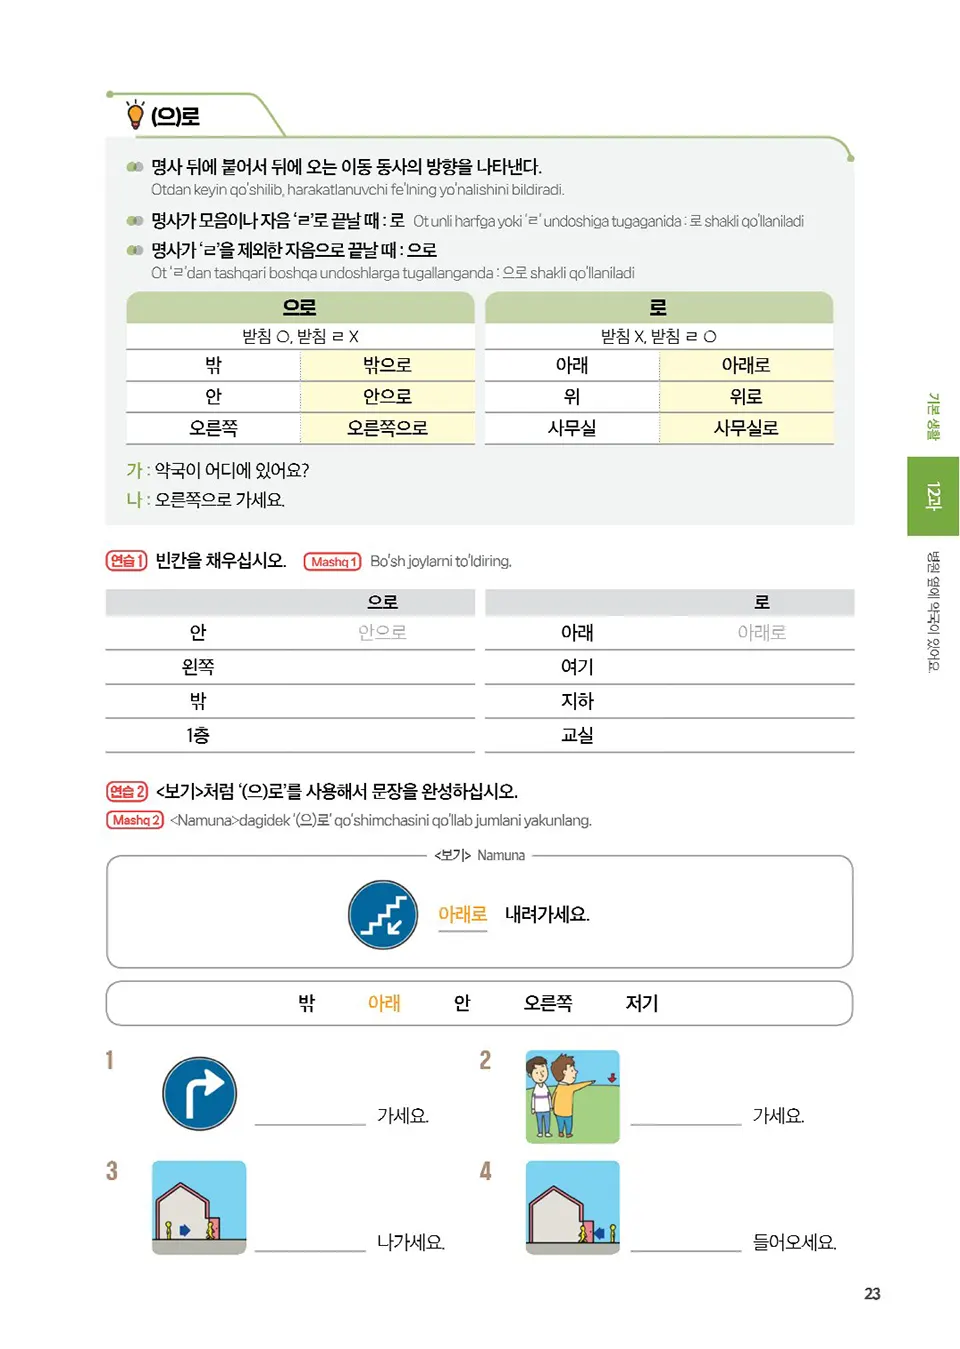 (으)로
명사 뒤에 붙어서 뒤에 오는 이동 동사의 방향을 나타낸다.
Otdan keyin qo'shilib, harakatlanuvchi fe'lning yo'nalishini bildiradi.
명사가 모음이나 자음 'ㄹ'로 끝날 때 : 로 Ot unli harfga yoki 'ㄹ' undoshiga tugaganida : 로 shakli qo'llaniladi
명사가 'ㄹ'을 제외한 자음으로 끝날 때 : 으로
Ot 'ㄹ'dan tashqari boshqa undoshlarga tugallanganda : 으로 shakli qo'llaniladi
으로 로
받침 O, 받침 ㄹ X 받침 X, 받침 ㄹ O
밖 밖으로 아래 아래로
안 안으로 위 위로
오른쪽 오른쪽으로 사무실 사무실로
가 : 약국이 어디에 있어요?
나 : 오른쪽으로 가세요.
연습 1 빈칸을 채우십시오. Mashq 1 Bo'sh joylarni to'ldiring.
으로 로
안 안으로 아래 아래로
왼쪽 여기
밖 지하
1층 교실
연습 2 <보기>처럼 '(으)로'를 사용해서 문장을 완성하십시오.
Mashq 2 <Namuna>dagidek '(으)로' qo'shimchasini qo'llab jumlani yakunlang.
<보기> Namuna
아래로 내려가세요.
밖 아래 안 오른쪽 저기
1 가세요.
2 가세요.
3 나가세요.
4 들어오세요.
기본 생활
12과
병원 옆에 약국이 있어요.
23